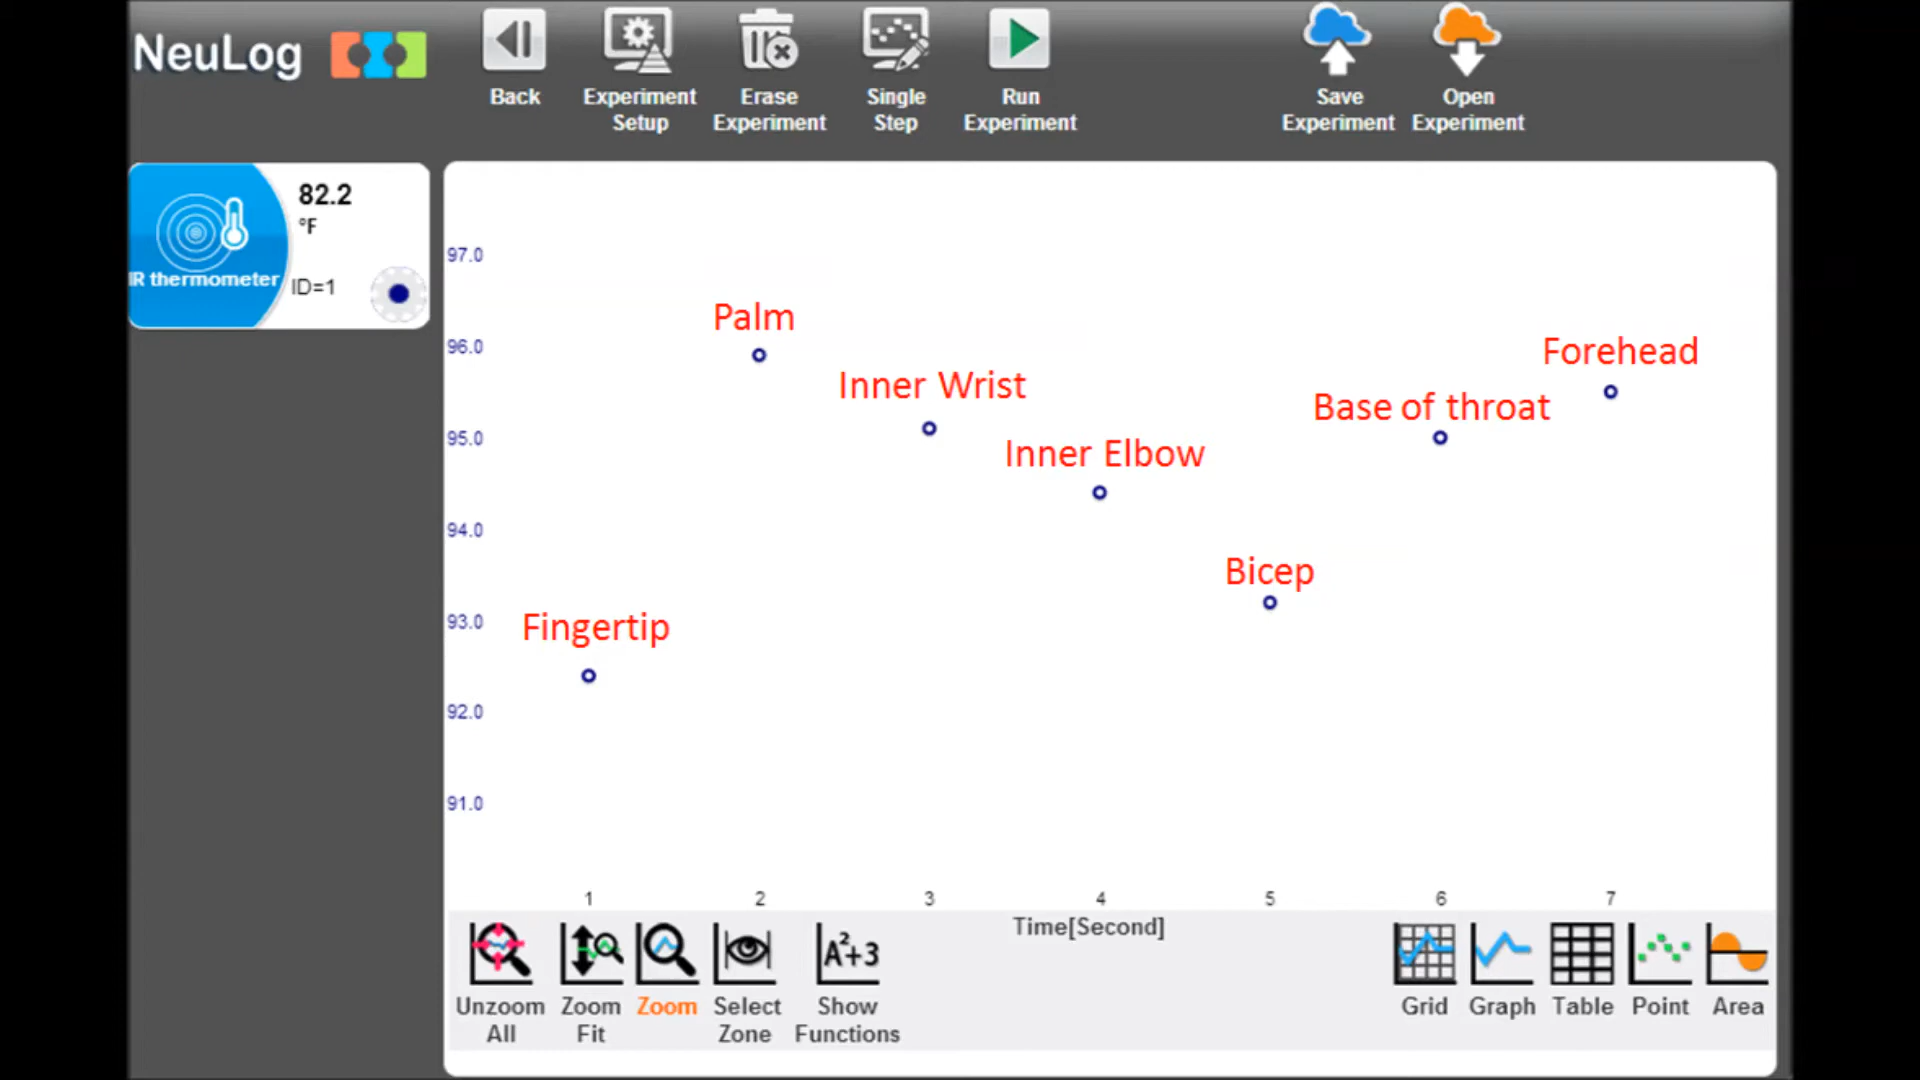 NeuLog
Back
Experiment
Setup
Erase
Experiment
Single
Step
Run
Experiment
Save
Experiment
Open
Experiment
82.2
°F
IR thermometer
ID=1
97.0
96.0
95.0
94.0
93.0
92.0
91.0
Palm
Forehead
Inner Wrist
Base of throat
Inner Elbow
Bicep
Fingertip
1 2 3 4 5 6 7
Time[Second]
Unzoom
All
Zoom
Fit
Zoom
Select
Zone
A²+3
Show
Functions
Grid
Graph
Table
Point
Area